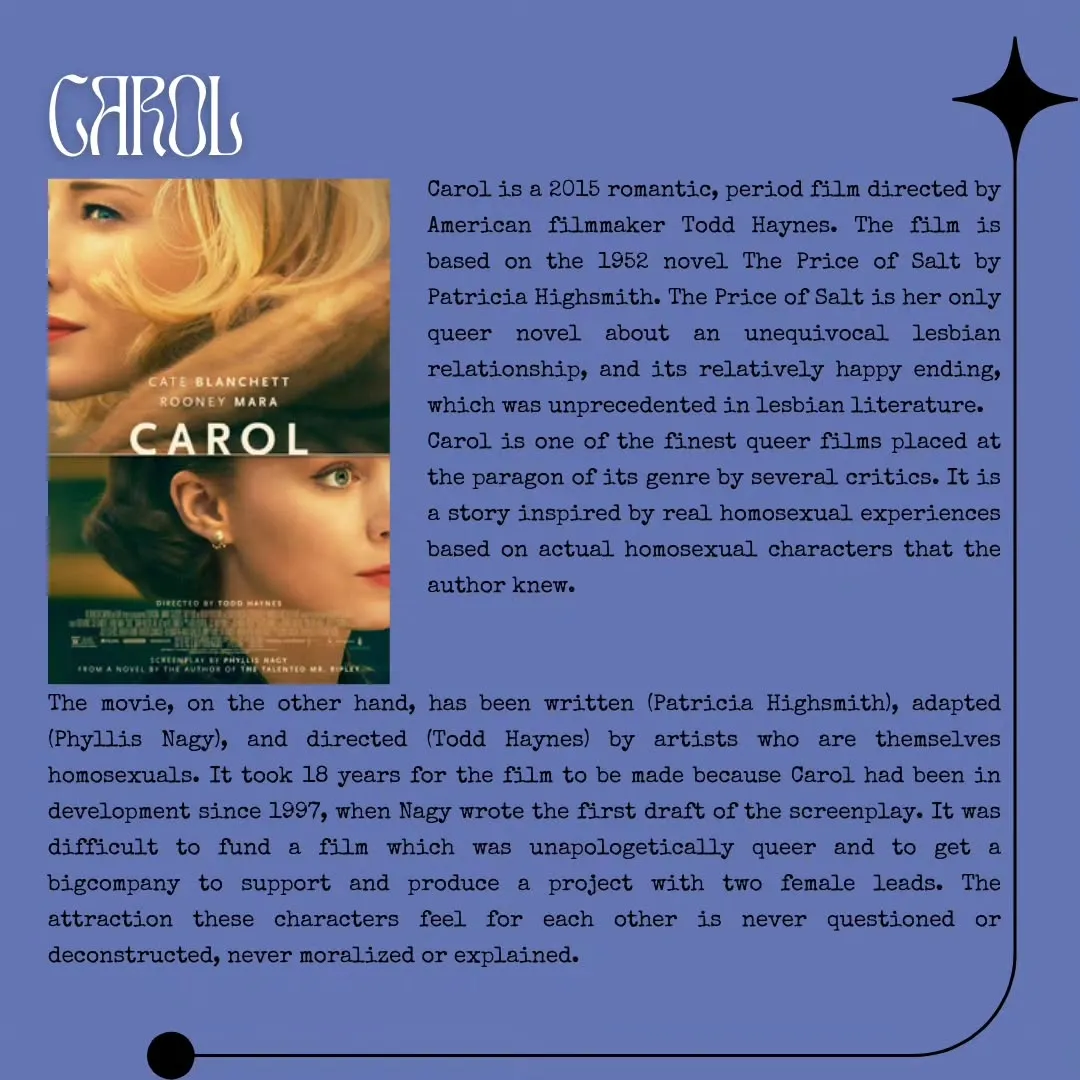 CAROL
CATE BLANCHETT
ROONEY MARA
CAROL
DIRECTED BY TODD HAYNES
SCREENPLAY BY PHYLLIS NAGY
FROM A NOVEL BY THE AUTHOR OF THE TALENTED MR. RIPLEY
Carol is a 2015 romantic, period film directed by
American filmmaker Todd Haynes. The film is
based on the 1952 novel The Price of Salt by
Patricia Highsmith. The Price of Salt is her only
queer novel about an unequivocal lesbian
relationship, and its relatively happy ending,
which was unprecedented in lesbian literature.
Carol is one of the finest queer films placed at
the paragon of its genre by several critics. It is
a story inspired by real homosexual experiences
based on actual homosexual characters that the
author knew.
The movie, on the other hand, has been written (Patricia Highsmith), adapted
(Phyllis Nagy), and directed (Todd Haynes) by artists who are themselves
homosexuals. It took 18 years for the film to be made because Carol had been in
development since 1997, when Nagy wrote the first draft of the screenplay. It was
difficult to fund a film which was unapologetically queer and to get a
bigcompany to support and produce a project with two female leads. The
attraction these characters feel for each other is never questioned or
deconstructed, never moralized or explained.